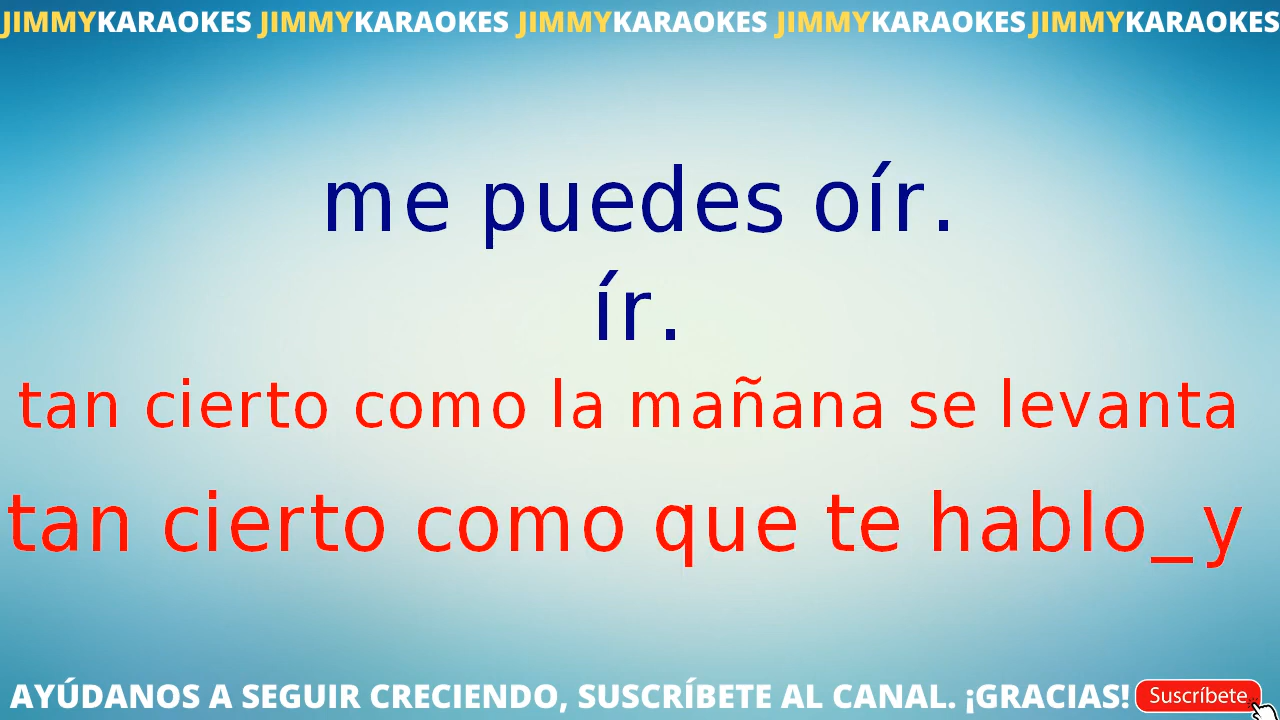 JIMMYKARAOKES JIMMYKARAOKES JIMMYKARAOKES JIMMYKARAOKES JIMMYKARAOKES
me puedes oír.
ír.
tan cierto como la mañana se levanta
tan cierto como que te hablo_y
AYÚDANOS A SEGUIR CRECIENDO, SUSCRÍBETE AL CANAL. ¡GRACIAS! Suscríbete